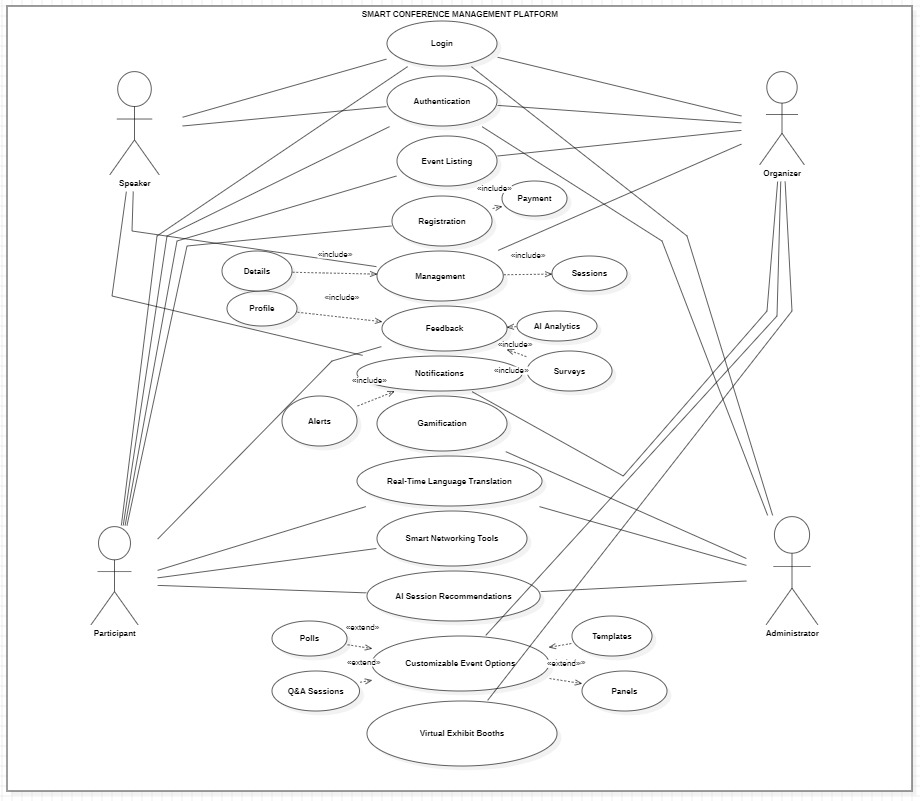 SMART CONFERENCE MANAGEMENT PLATFORM
Login
Authentication
Event Listing
Speaker
Organizer
«include»
Payment
Registration
«include»
«include»
Details
Management
Sessions
«include»
Profile
Feedback
AI Analytics
«include»
Notifications
«include»
Surveys
«include»
Alerts
Gamification
Real-Time Language Translation
Smart Networking Tools
AI Session Recommendations
Participant
Administrator
«extend»
Polls
Templates
«extend»
Customizable Event Options
«extend»»
Q&A Sessions
Panels
Virtual Exhibit Booths